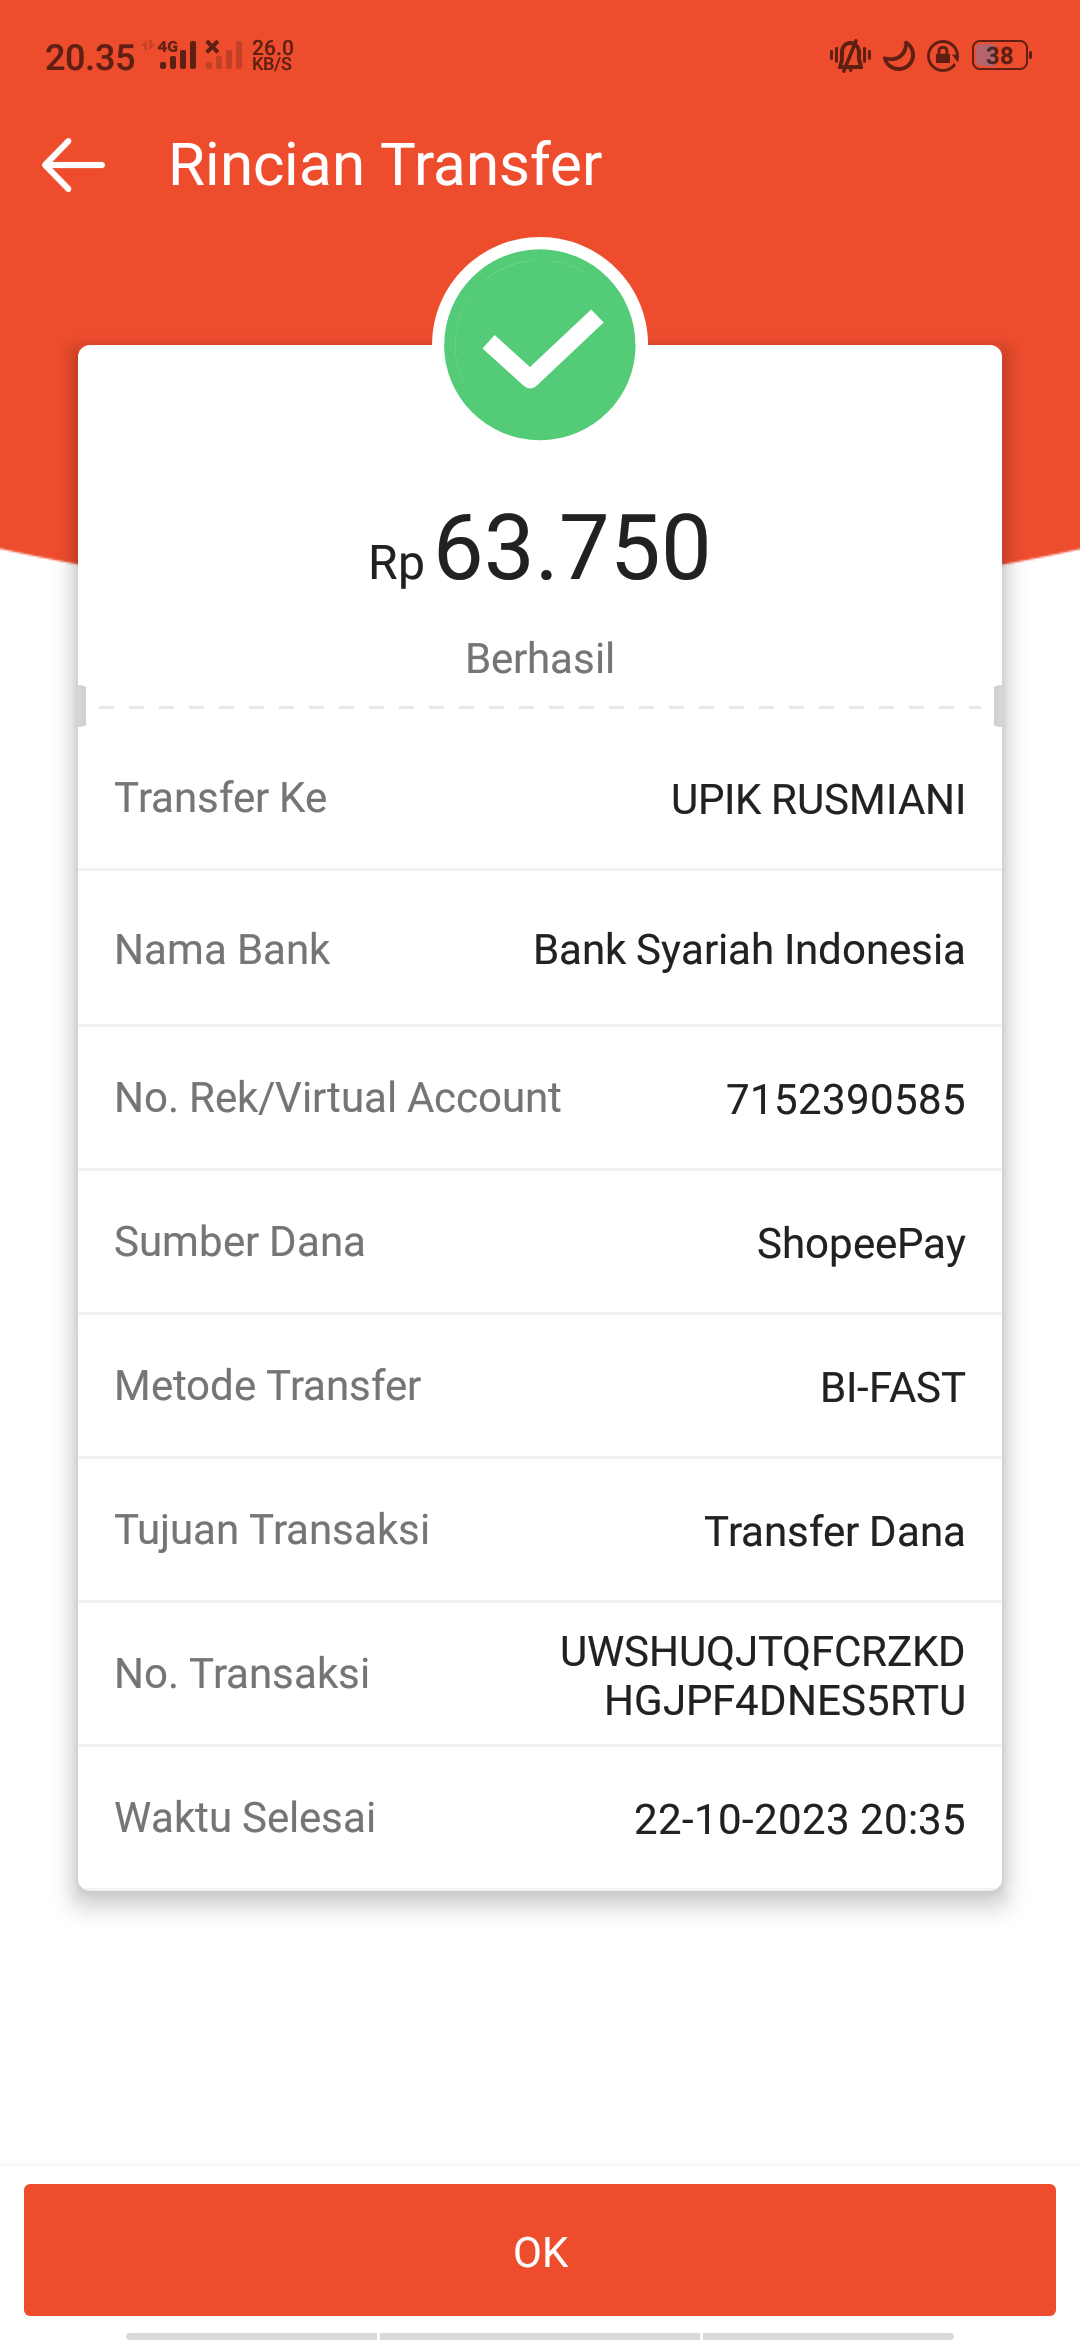 20.35 4G 26.0 KB/S 38
Rincian Transfer
Rp 63.750
Berhasil
Transfer Ke UPIK RUSMIANI
Nama Bank Bank Syariah Indonesia
No. Rek/Virtual Account 7152390585
Sumber Dana ShopeePay
Metode Transfer BI-FAST
Tujuan Transaksi Transfer Dana
No. Transaksi UWSHUQJTQFCRZKD
HGJPF4DNES5RTU
Waktu Selesai 22-10-2023 20:35
OK